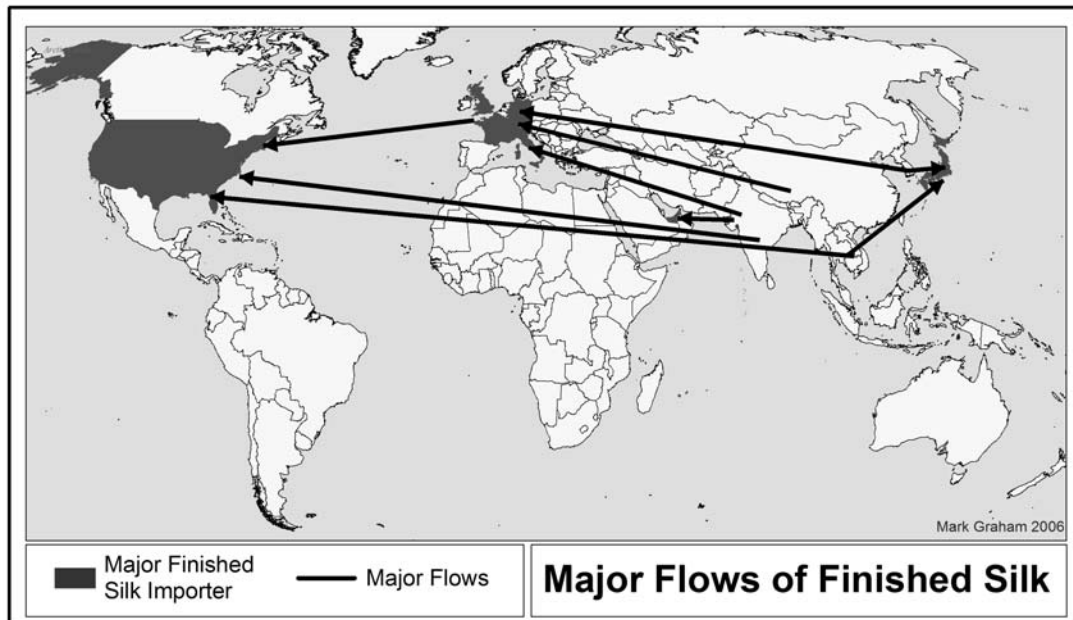 Mark Graham 2006
Major Finished
Silk Importer
Major Flows
Major Flows of Finished Silk